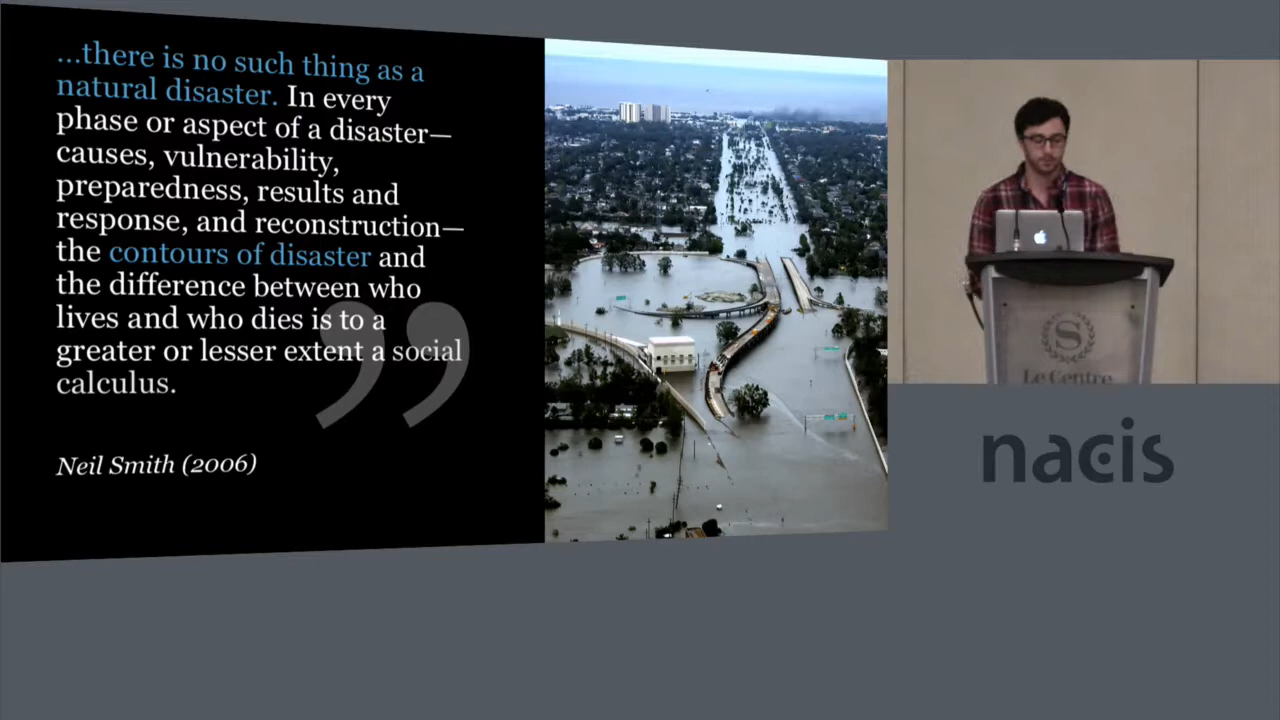 ...there is no such thing as a
natural disaster. In every
phase or aspect of a disaster—
causes, vulnerability,
preparedness, results and
response, and reconstruction—
the contours of disaster and
the difference between who
lives and who dies is to a
greater or lesser extent a social
calculus.
”
Neil Smith (2006)
S
Le Centre
nacis